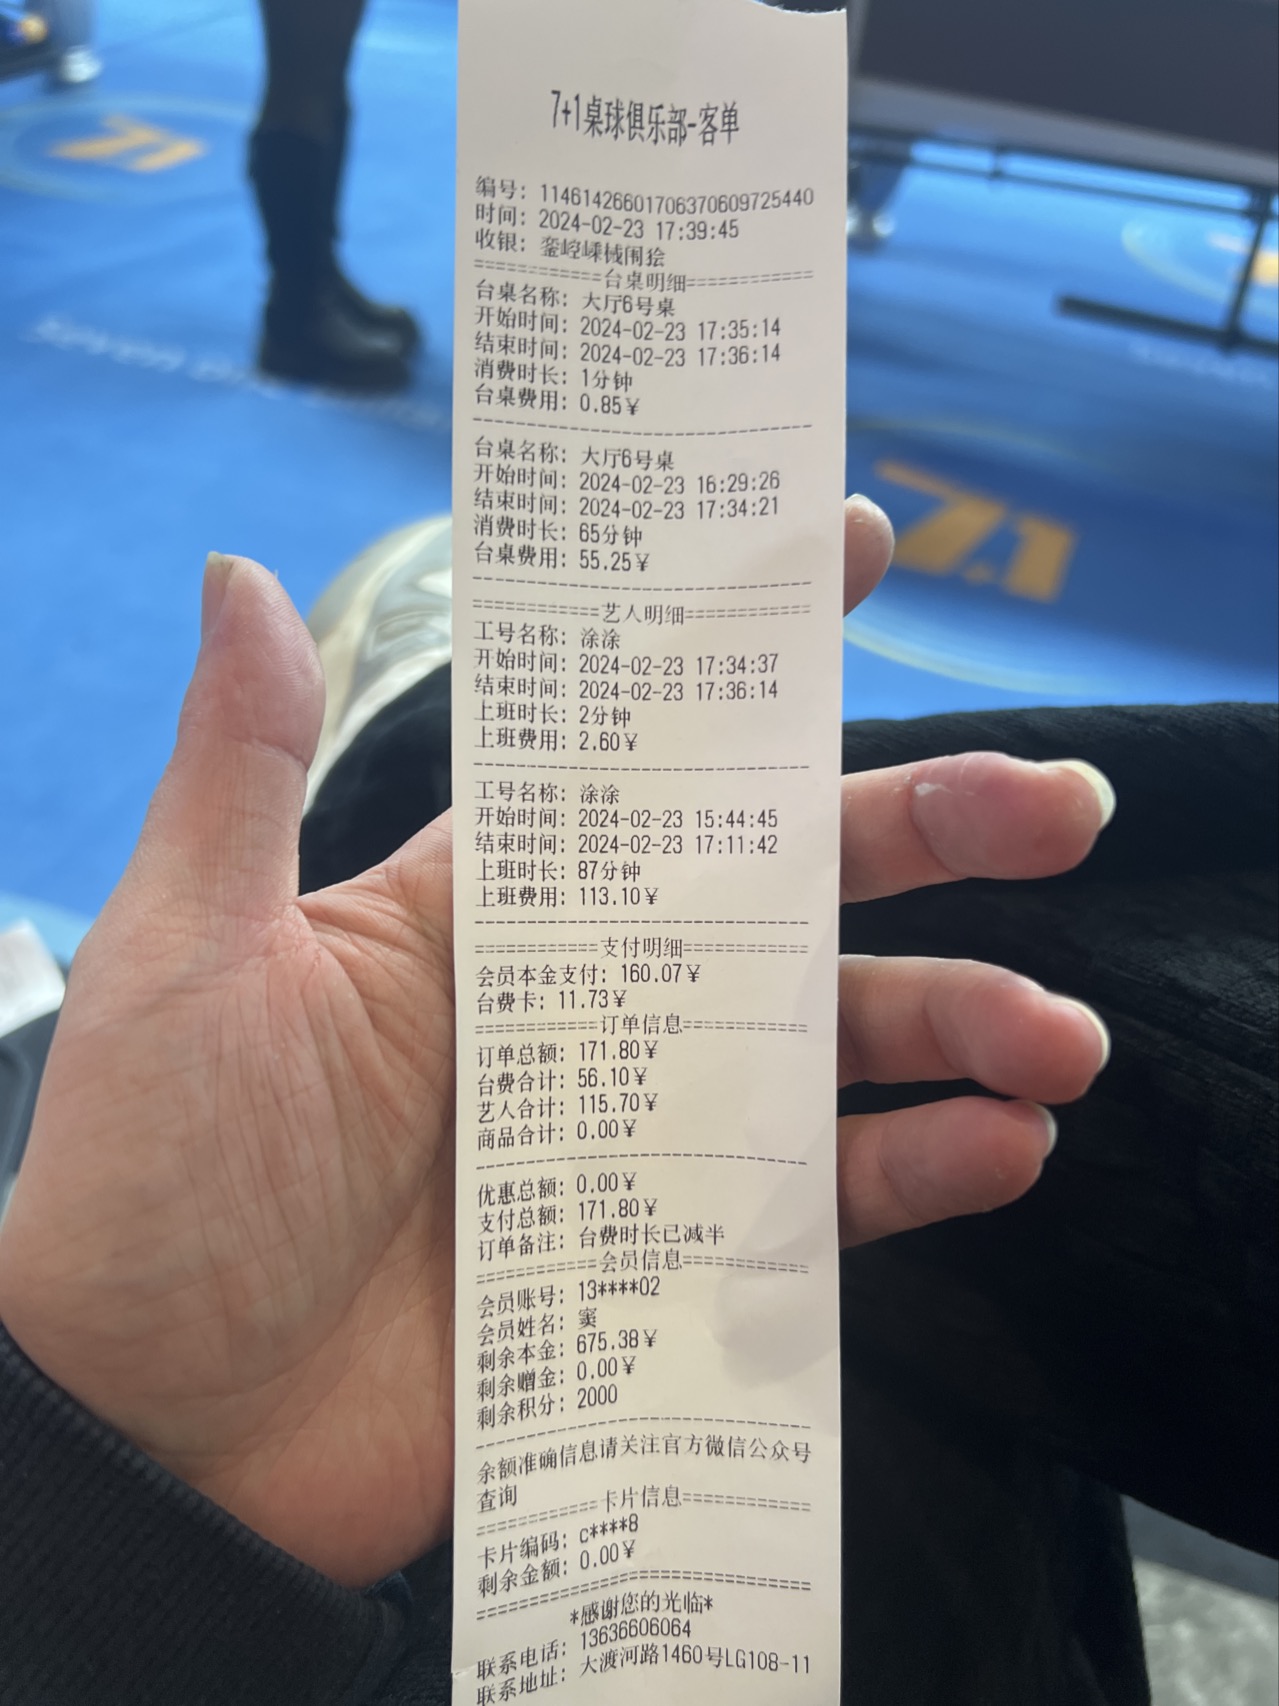 7+1桌球俱乐部-客单
编号: 11461426601706370609725440
时间: 2024-02-23 17:39:45
收银:
============台桌明细============
台桌名称: 大厅6号桌
开始时间: 2024-02-23 17:35:14
结束时间: 2024-02-23 17:36:14
消费时长: 1分钟
台桌费用: 0.85¥
--------------------------------
台桌名称: 大厅6号桌
开始时间: 2024-02-23 16:29:26
结束时间: 2024-02-23 17:34:21
消费时长: 65分钟
台桌费用: 55.25¥
--------------------------------
============艺人明细============
工号名称: 涂涂
开始时间: 2024-02-23 17:34:37
结束时间: 2024-02-23 17:36:14
上班时长: 2分钟
上班费用: 2.60¥
--------------------------------
工号名称: 涂涂
开始时间: 2024-02-23 15:44:45
结束时间: 2024-02-23 17:11:42
上班时长: 87分钟
上班费用: 113.10¥
--------------------------------
============支付明细============
会员本金支付: 160.07¥
台费卡: 11.73¥
============订单信息============
订单总额: 171.80¥
台费合计: 56.10¥
艺人合计: 115.70¥
商品合计: 0.00¥
--------------------------------
优惠总额: 0.00¥
支付总额: 171.80¥
订单备注: 台费时长已减半
============会员信息============
会员账号: 13****02
会员姓名: 窦
剩余本金: 675.38¥
剩余赠金: 0.00¥
剩余积分: 2000
--------------------------------
余额准确信息请关注官方微信公众号
查询
============卡片信息============
卡片编码: c****8
剩余金额: 0.00¥
================================
*感谢您的光临*
联系电话: 13636606064
联系地址: 大渡河路1460号LG108-11